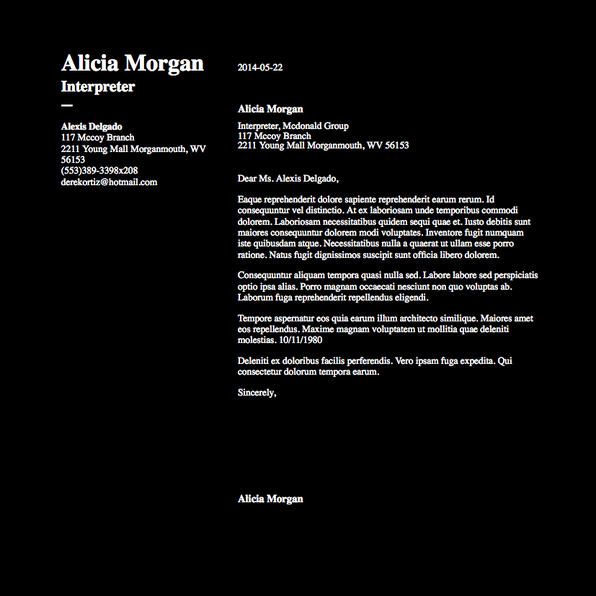 Alicia Morgan
Interpreter
—
Alexis Delgado
117 Mccoy Branch
2211 Young Mall Morganmouth, WV
56153
(553)389-3398x208
derekortiz@hotmail.com
2014-05-22
Alicia Morgan
Interpreter, Mcdonald Group
117 Mccoy Branch
2211 Young Mall Morganmouth, WV 56153
Dear Ms. Alexis Delgado,
Eaque reprehenderit dolore sapiente reprehenderit earum rerum. Id
consequuntur vel distinctio. At ex laboriosam unde temporibus commodi
dolorem. Laboriosam necessitatibus quidem sequi quae et. Iusto debitis sunt
maiores consequuntur dolorem modi voluptates. Inventore fugit numquam
iste quibusdam atque. Necessitatibus nulla a quaerat ut ullam esse porro
ratione. Natus fugit dignissimos suscipit sunt officia libero dolorem.
Consequuntur aliquam tempora quasi nulla sed. Labore labore sed perspiciatis
optio ipsa alias. Porro magnam occaecati nesciunt non quo voluptas ab.
Laborum fuga reprehenderit repellendus eligendi.
Tempore aspernatur eos quia earum illum architecto similique. Maiores amet
eos repellendus. Maxime magnam voluptatem ut mollitia quae deleniti
molestias. 10/11/1980
Deleniti ex doloribus facilis perferendis. Vero ipsam fuga expedita. Qui
consectetur dolorum tempora earum.
Sincerely,
Alicia Morgan